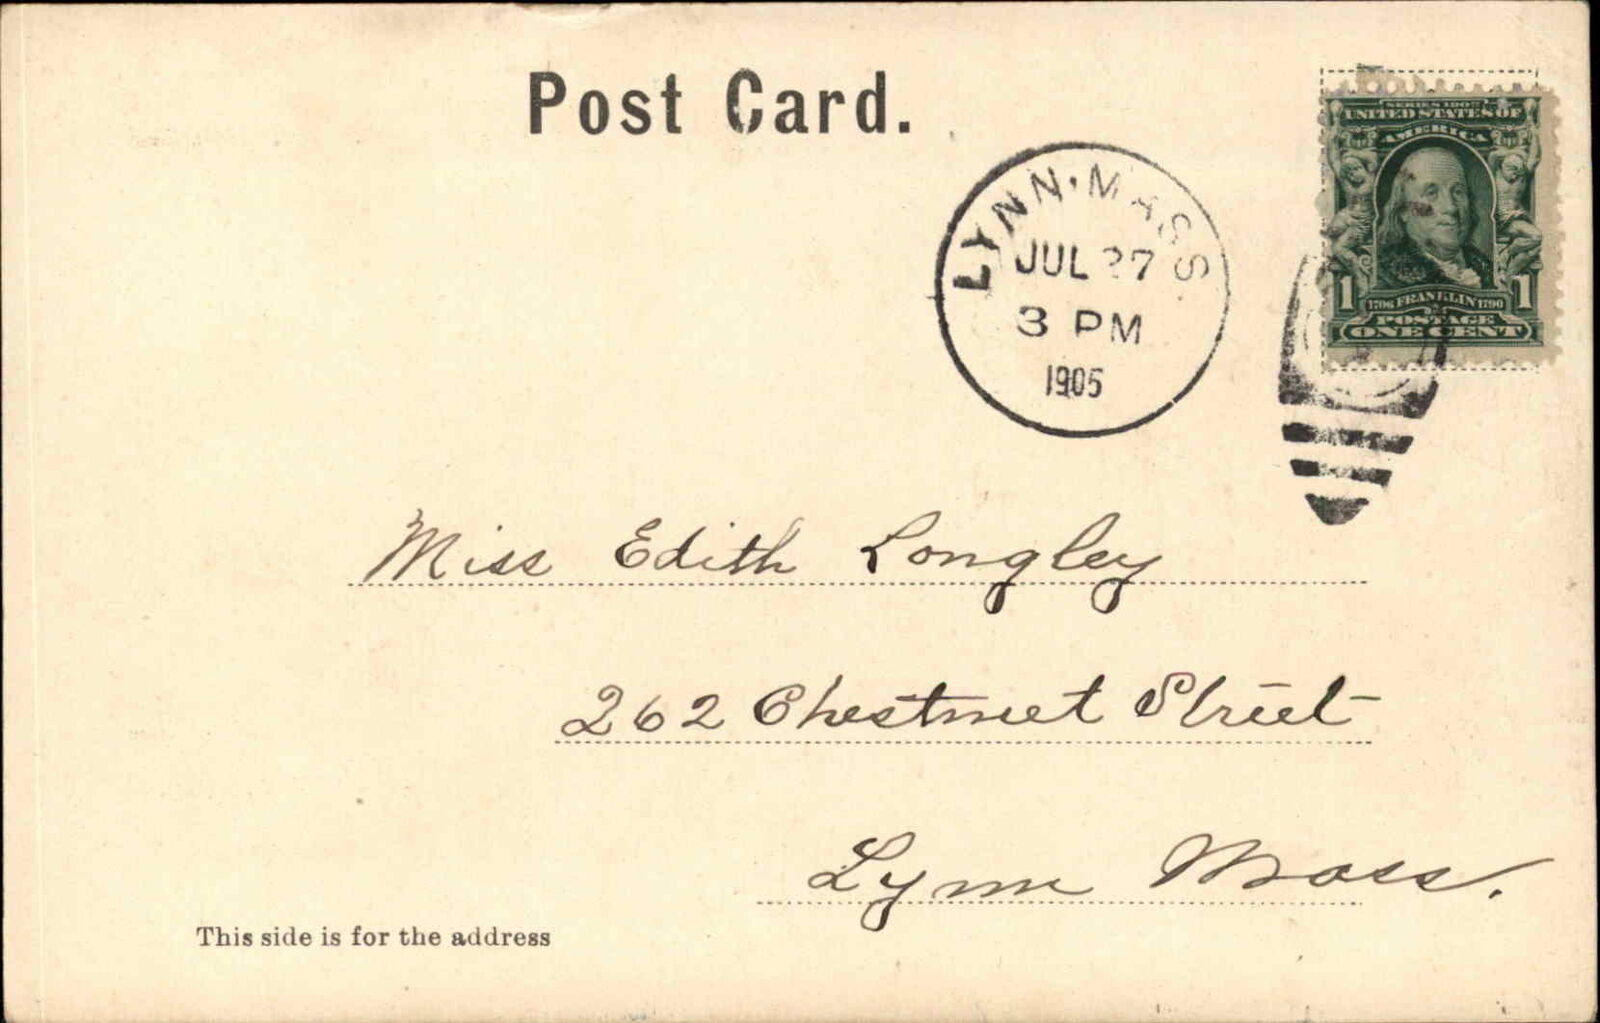 Post Card.
LYNN. MASS.
JUL 27
3 PM
1905
SERIES 1902
UNITED STATES OF
AMERICA
1 1706 FRANKLIN 1790 1
POSTAGE
ONE CENT
Miss Edith Longley
262 Chestnut Street
Lynn Mass.
This side is for the address